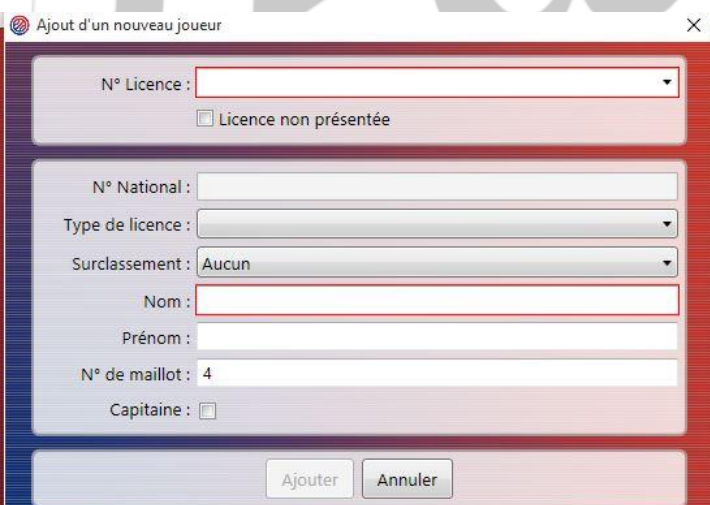 Ajout d'un nouveau joueur
N° Licence :
Licence non présentée
N° National :
Type de licence :
Surclassement : Aucun
Nom :
Prénom :
N° de maillot : 4
Capitaine :
Ajouter Annuler